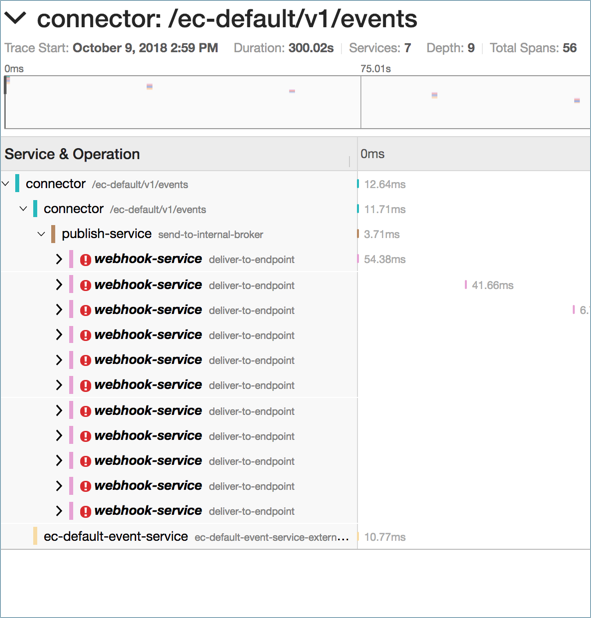 connector: /ec-default/v1/events
Trace Start: October 9, 2018 2:59 PM Duration: 300.02s Services: 7 Depth: 9 Total Spans: 56
0ms 75.01s
Service & Operation 0ms
connector /ec-default/v1/events 12.64ms
connector /ec-default/v1/events 11.71ms
publish-service send-to-internal-broker 3.71ms
webhook-service deliver-to-endpoint 54.38ms
webhook-service deliver-to-endpoint 41.66ms
webhook-service deliver-to-endpoint 6.
webhook-service deliver-to-endpoint
webhook-service deliver-to-endpoint
webhook-service deliver-to-endpoint
webhook-service deliver-to-endpoint
webhook-service deliver-to-endpoint
webhook-service deliver-to-endpoint
webhook-service deliver-to-endpoint
webhook-service deliver-to-endpoint
ec-default-event-service ec-default-event-service-extern… 10.77ms